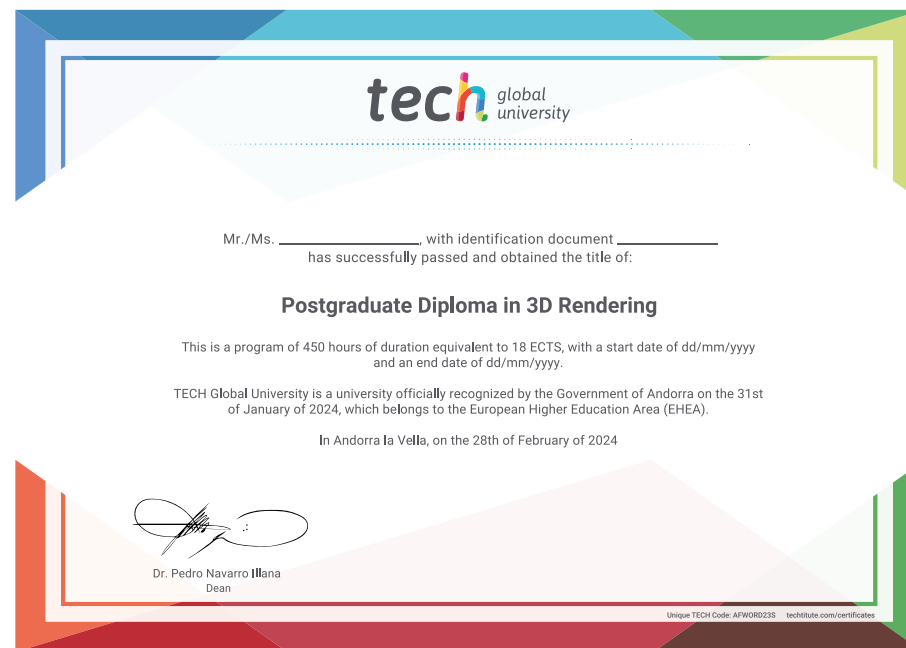 tech global university
Mr./Ms. ____________________, with identification document ______________
has successfully passed and obtained the title of:
Postgraduate Diploma in 3D Rendering
This is a program of 450 hours of duration equivalent to 18 ECTS, with a start date of dd/mm/yyyy
and an end date of dd/mm/yyyy.
TECH Global University is a university officially recognized by the Government of Andorra on the 31st
of January of 2024, which belongs to the European Higher Education Area (EHEA).
In Andorra la Vella, on the 28th of February of 2024
Dr. Pedro Navarro Illana
Dean
Unique TECH Code: AFWORD23S techtitute.com/certificates